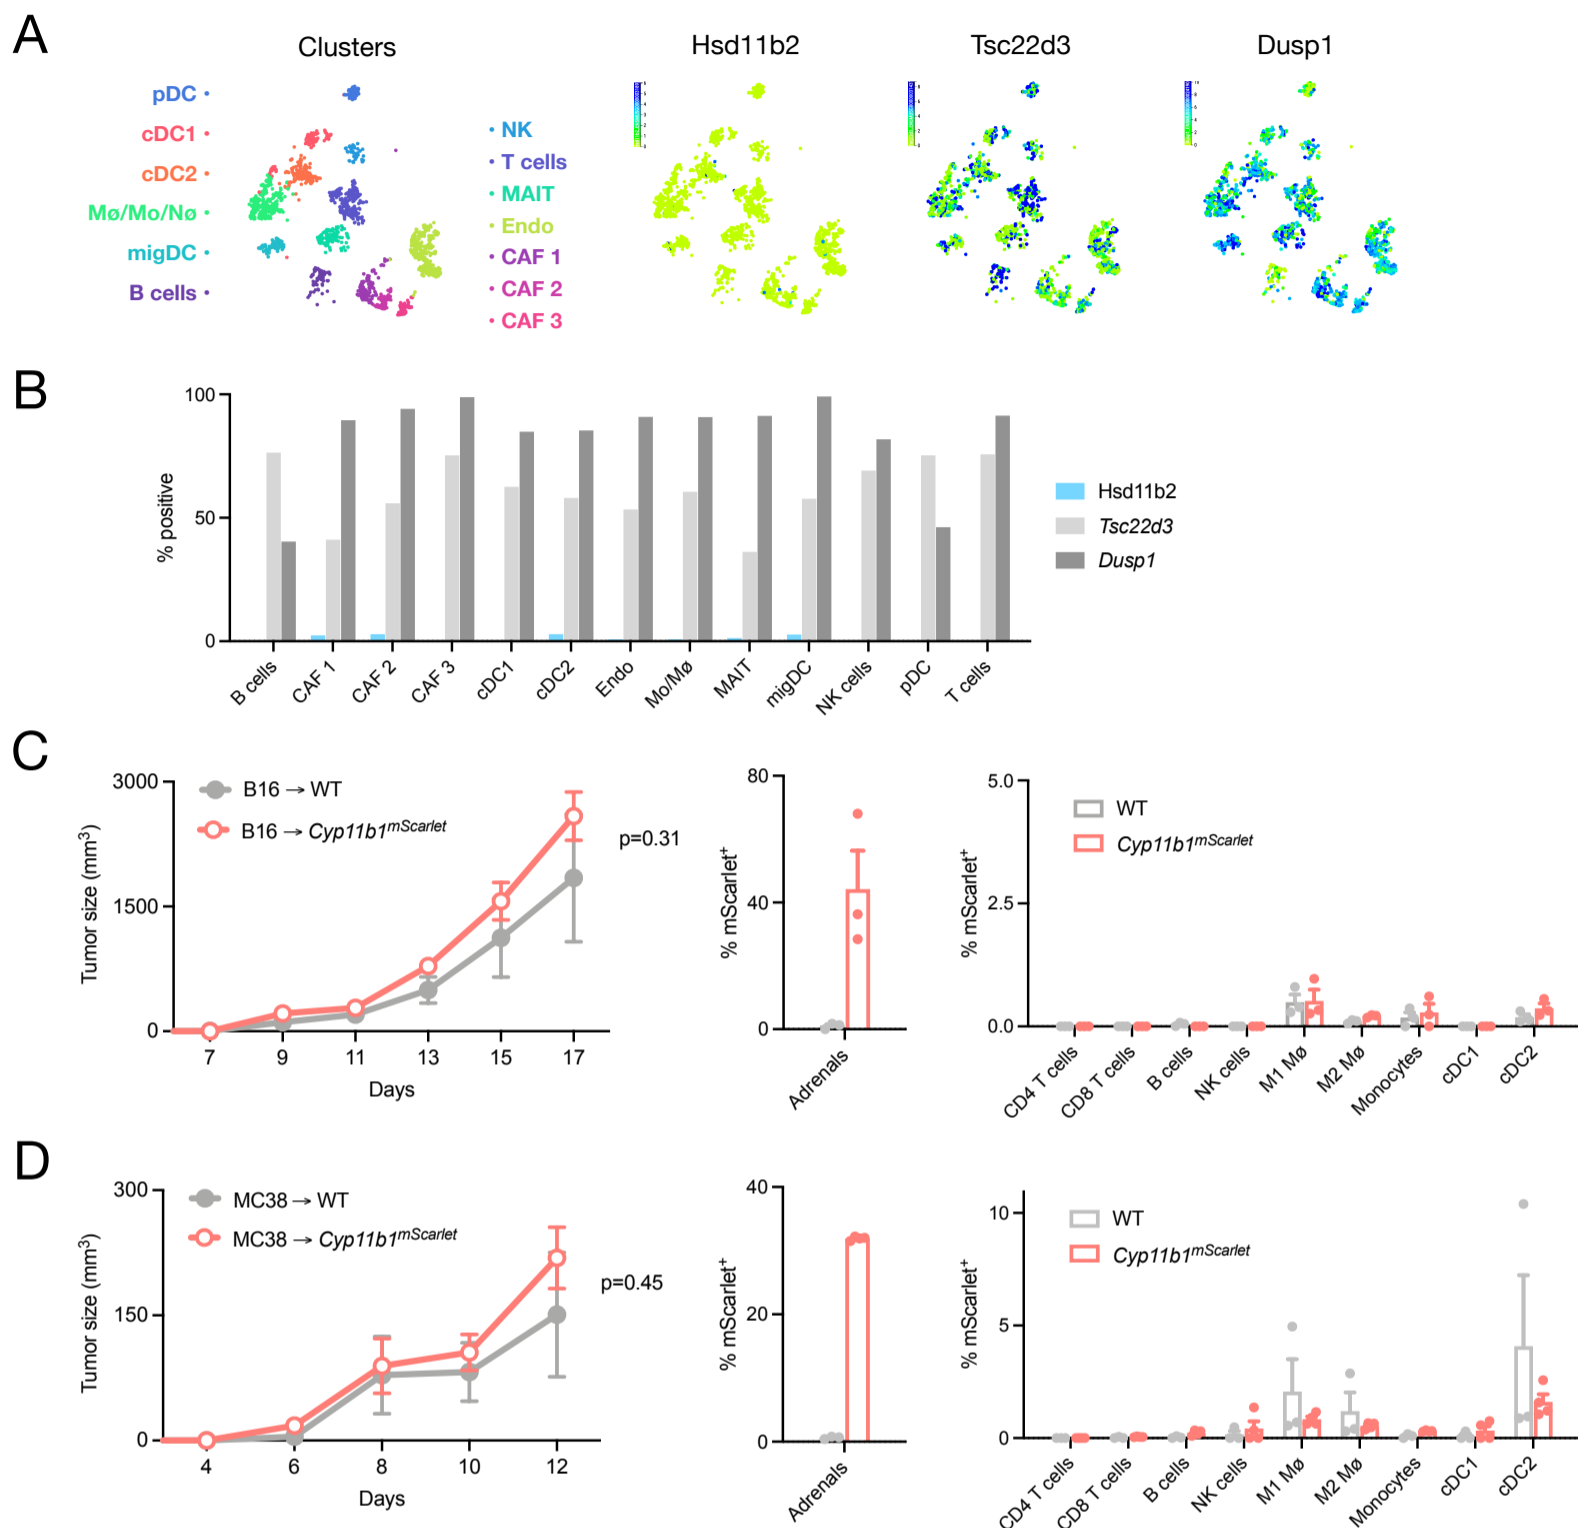 A
Clusters
Hsd11b2
Tsc22d3
Dusp1
pDC
cDC1
cDC2
Mø/Mo/Nø
migDC
B cells
NK
T cells
MAIT
Endo
CAF 1
CAF 2
CAF 3
B
% positive
100
50
0
B cells
CAF 1
CAF 2
CAF 3
cDC1
cDC2
Endo
Mo/Mø
MAIT
migDC
NK cells
pDC
T cells
Hsd11b2
Tsc22d3
Dusp1
C
Tumor size (mm³)
3000
1500
0
B16 → WT
B16 → Cyp11b1mScarlet
p=0.31
7 9 11 13 15 17
Days
% mScarlet⁺
80
40
0
Adrenals
% mScarlet⁺
5.0
2.5
0.0
WT
Cyp11b1mScarlet
CD4 T cells
CD8 T cells
B cells
NK cells
M1 Mø
M2 Mø
Monocytes
cDC1
cDC2
D
Tumor size (mm³)
300
150
0
MC38 → WT
MC38 → Cyp11b1mScarlet
p=0.45
4 6 8 10 12
Days
% mScarlet⁺
40
20
0
Adrenals
% mScarlet⁺
10
5
0
WT
Cyp11b1mScarlet
CD4 T cells
CD8 T cells
B cells
NK cells
M1 Mø
M2 Mø
Monocytes
cDC1
cDC2